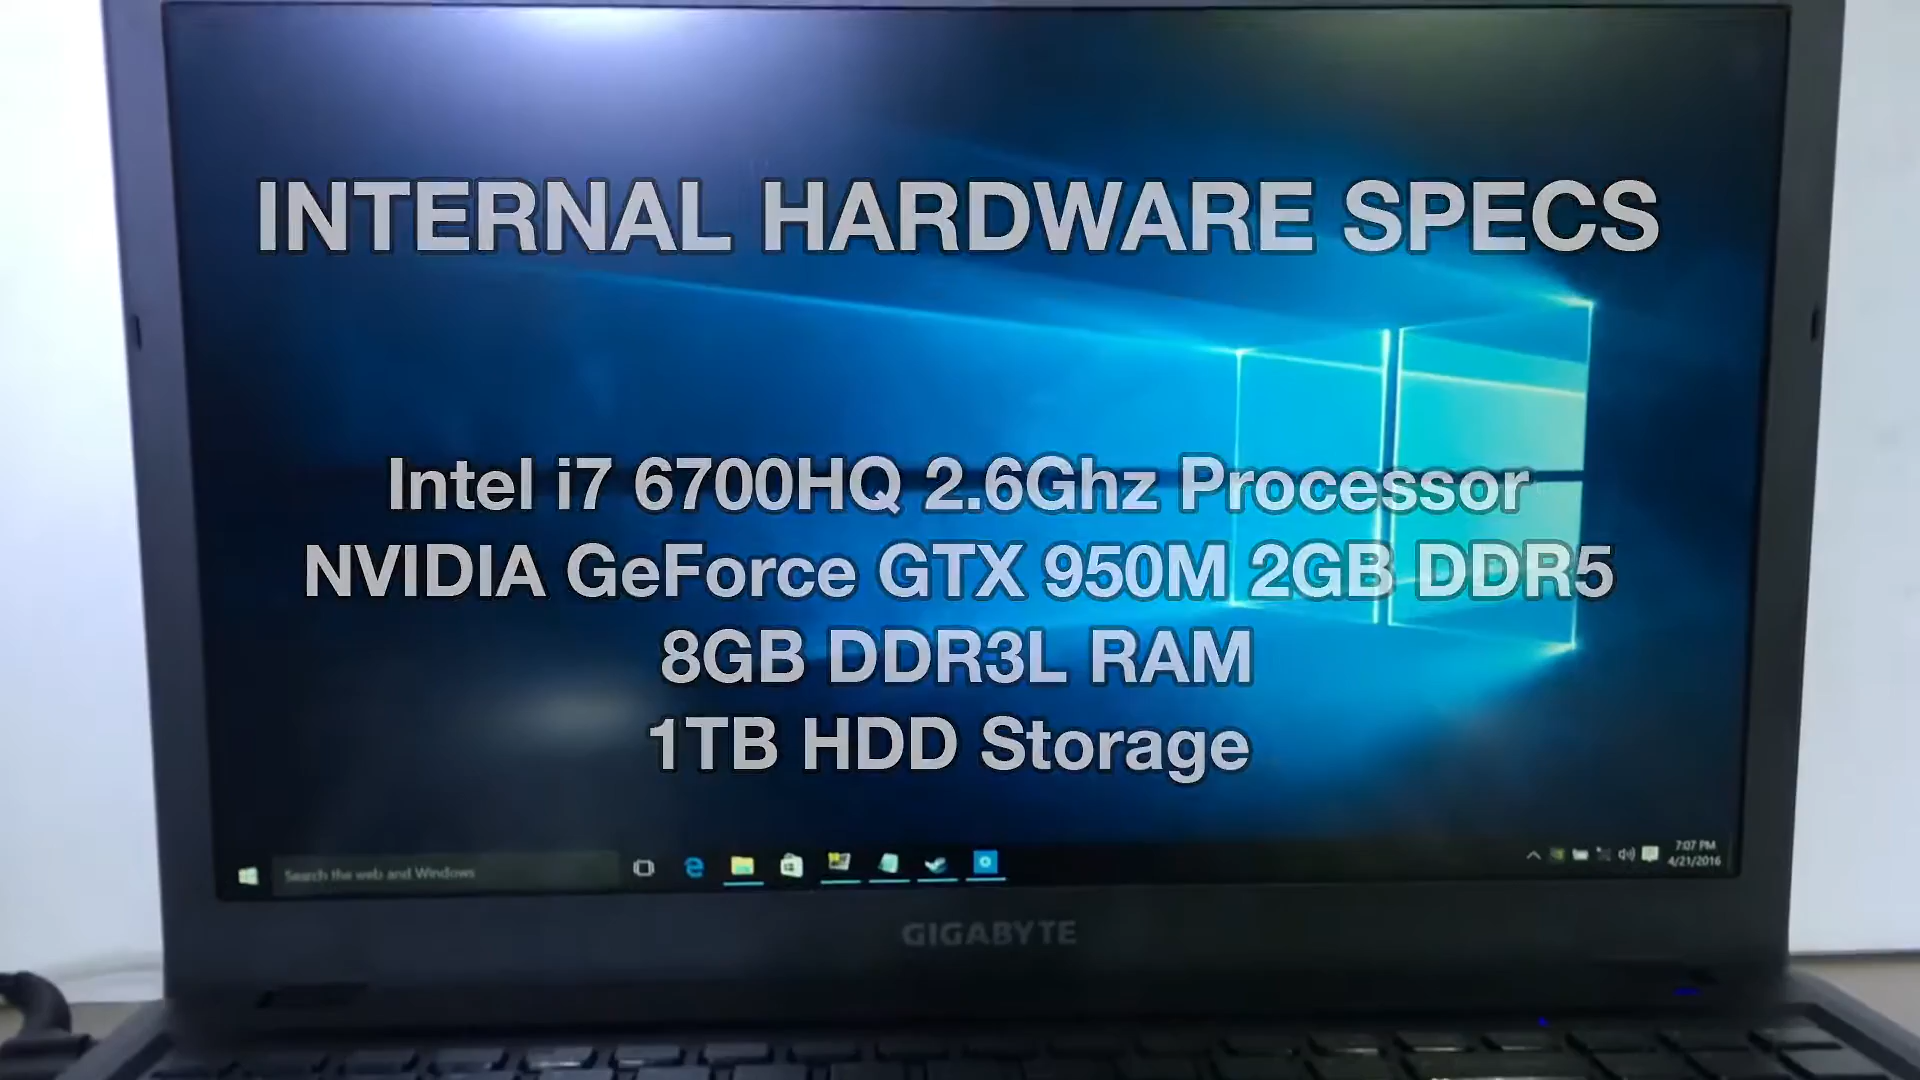 INTERNAL HARDWARE SPECS
Intel i7 6700HQ 2.6Ghz Processor
NVIDIA GeForce GTX 950M 2GB DDR5
8GB DDR3L RAM
1TB HDD Storage
Search the web and Windows
7:07 PM
4/21/2016
GIGABYTE